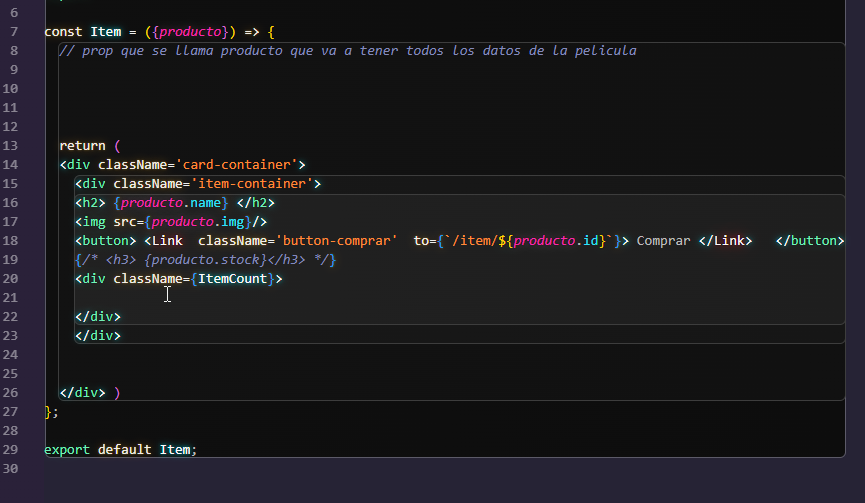 6
7 const Item = ({producto}) => {
8 // prop que se llama producto que va a tener todos los datos de la pelicula
9
10
11
12
13 return (
14 <div className='card-container'>
15 <div className='item-container'>
16 <h2> {producto.name} </h2>
17 <img src={producto.img}/>
18 <button> <Link  className='button-comprar'  to={`/item/${producto.id}`}> Comprar </Link>   </button>
19 {/* <h3> {producto.stock}</h3> */}
20 <div className={ItemCount}>
21
22 </div>
23 </div>
24
25
26 </div> )
27 };
28
29 export default Item;
30